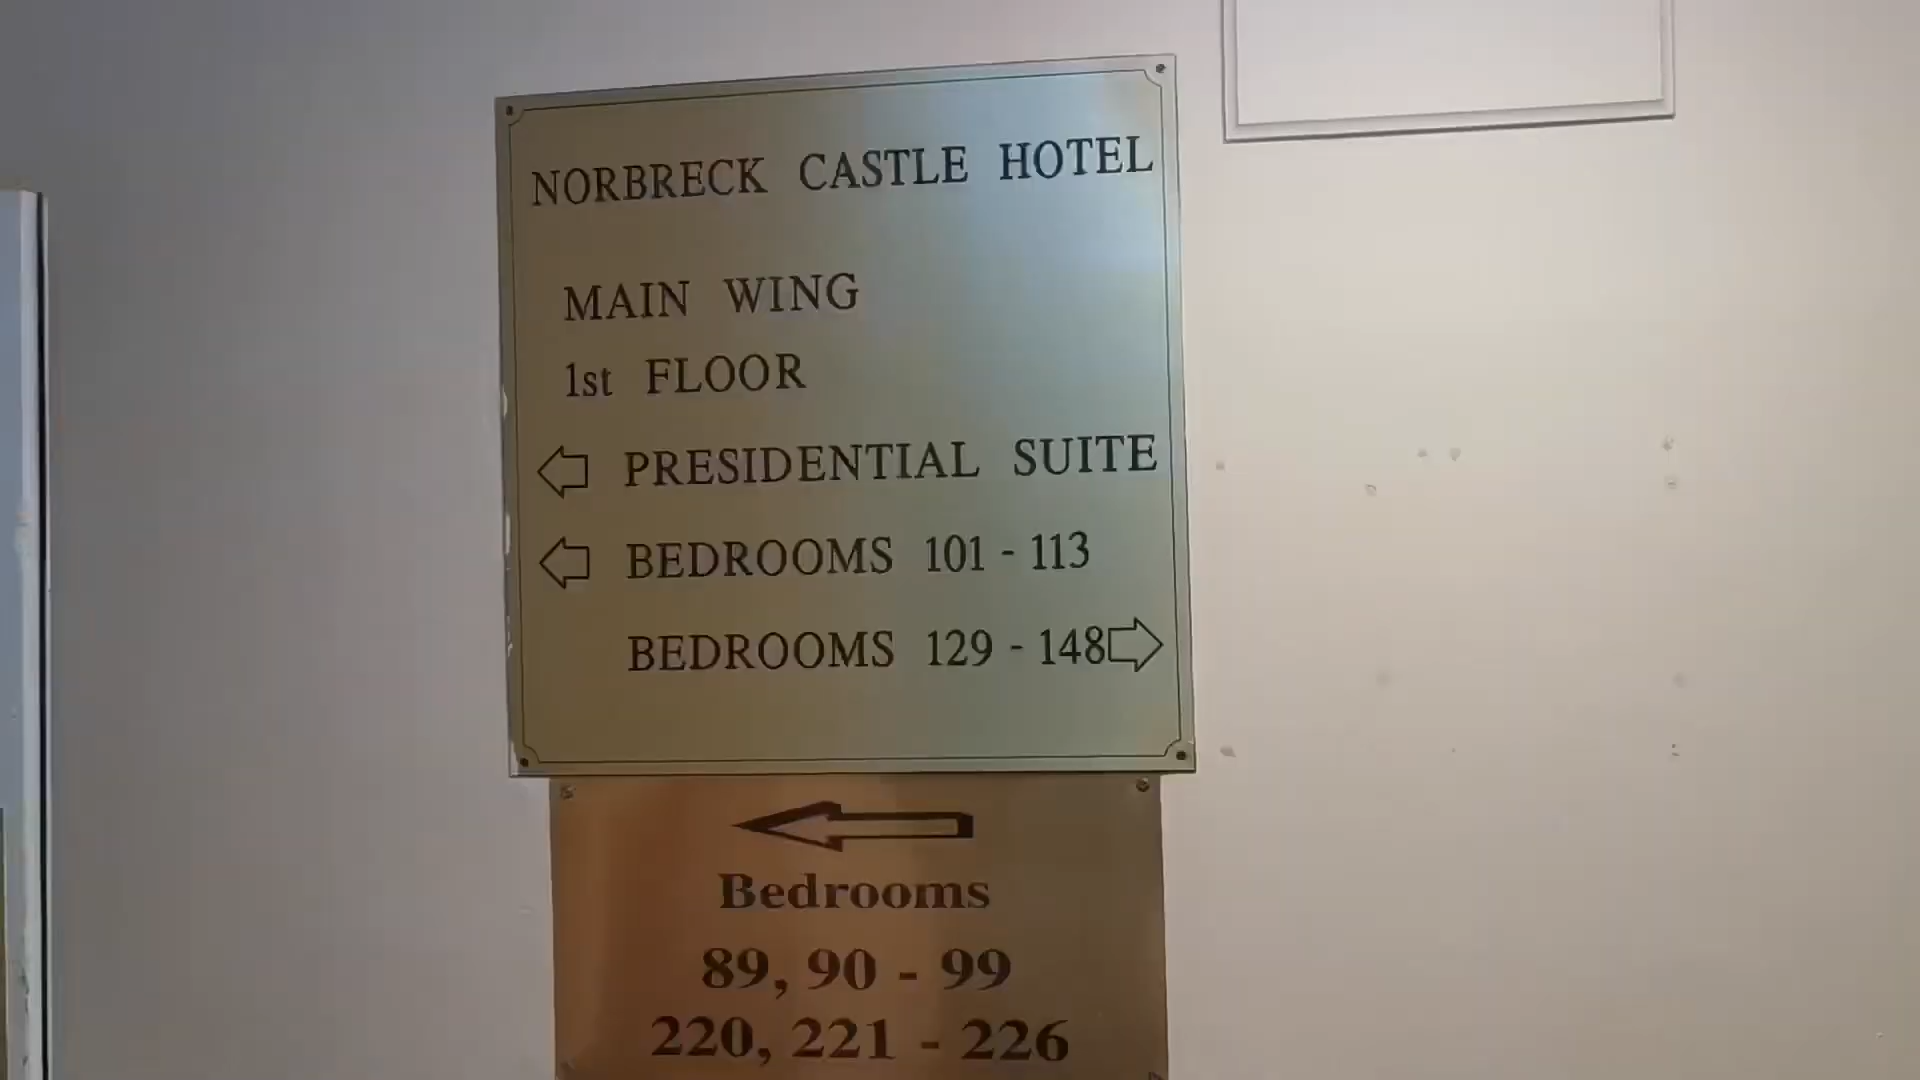 NORBRECK CASTLE HOTEL
MAIN WING
1st FLOOR
PRESIDENTIAL SUITE
BEDROOMS 101 - 113
BEDROOMS 129 - 148
Bedrooms
89, 90 - 99
220, 221 - 226